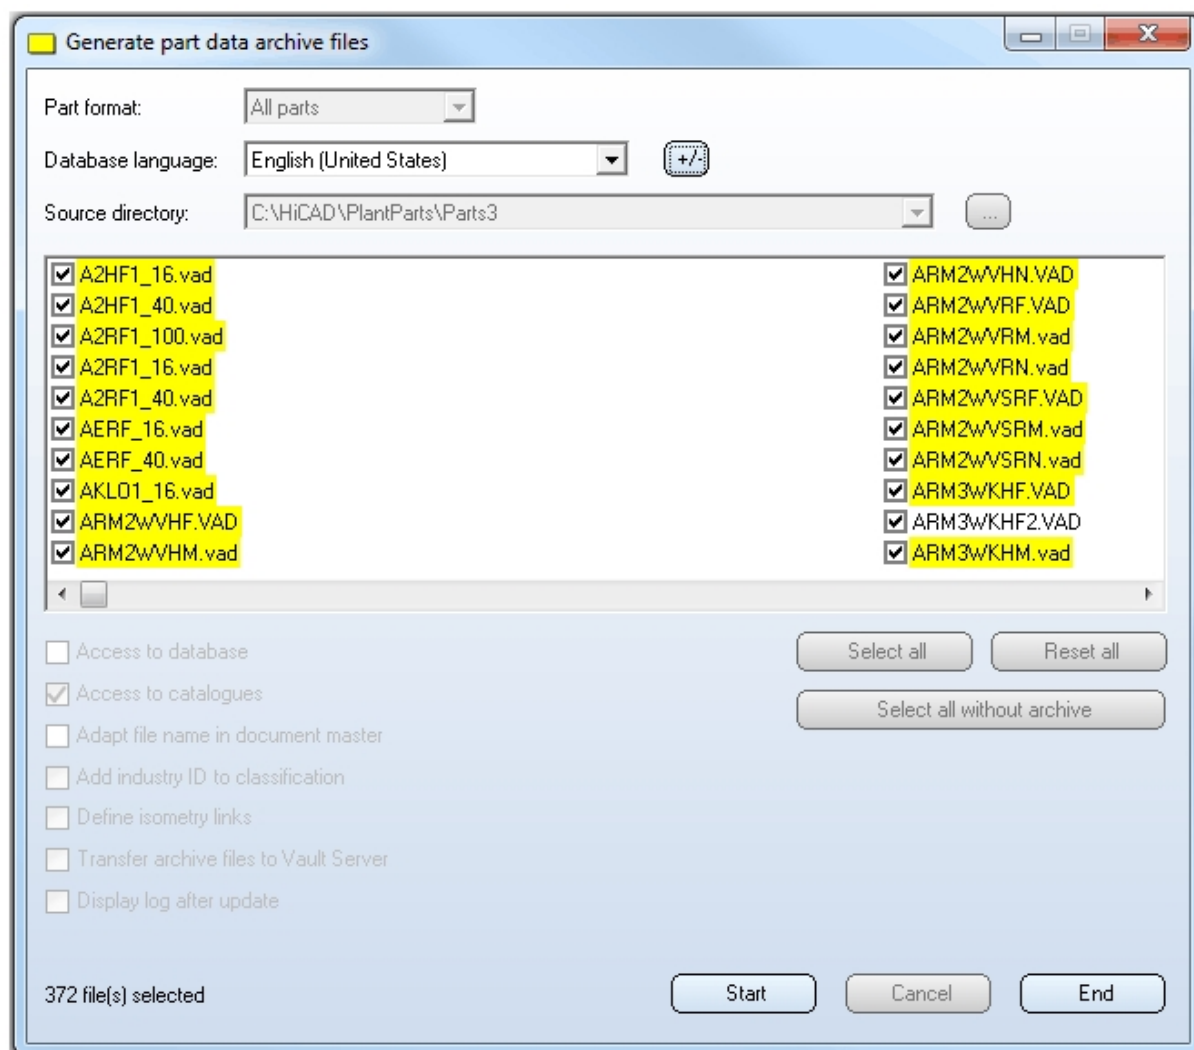 Generate part data archive files
Part format: All parts
Database language: English (United States) +/-
Source directory: C:\HiCAD\PlantParts\Parts3 ...
A2HF1_16.vad
A2HF1_40.vad
A2RF1_100.vad
A2RF1_16.vad
A2RF1_40.vad
AERF_16.vad
AERF_40.vad
AKLO1_16.vad
ARM2WVHF.VAD
ARM2WVHM.vad
ARM2WVHN.VAD
ARM2WVRF.VAD
ARM2WVRM.vad
ARM2WVRN.vad
ARM2WVSRF.VAD
ARM2WVSRM.vad
ARM2WVSRN.vad
ARM3WKHF.VAD
ARM3WKHF2.VAD
ARM3WKHM.vad
Access to database
Access to catalogues
Adapt file name in document master
Add industry ID to classification
Define isometry links
Transfer archive files to Vault Server
Display log after update
Select all Reset all
Select all without archive
372 file(s) selected Start Cancel End